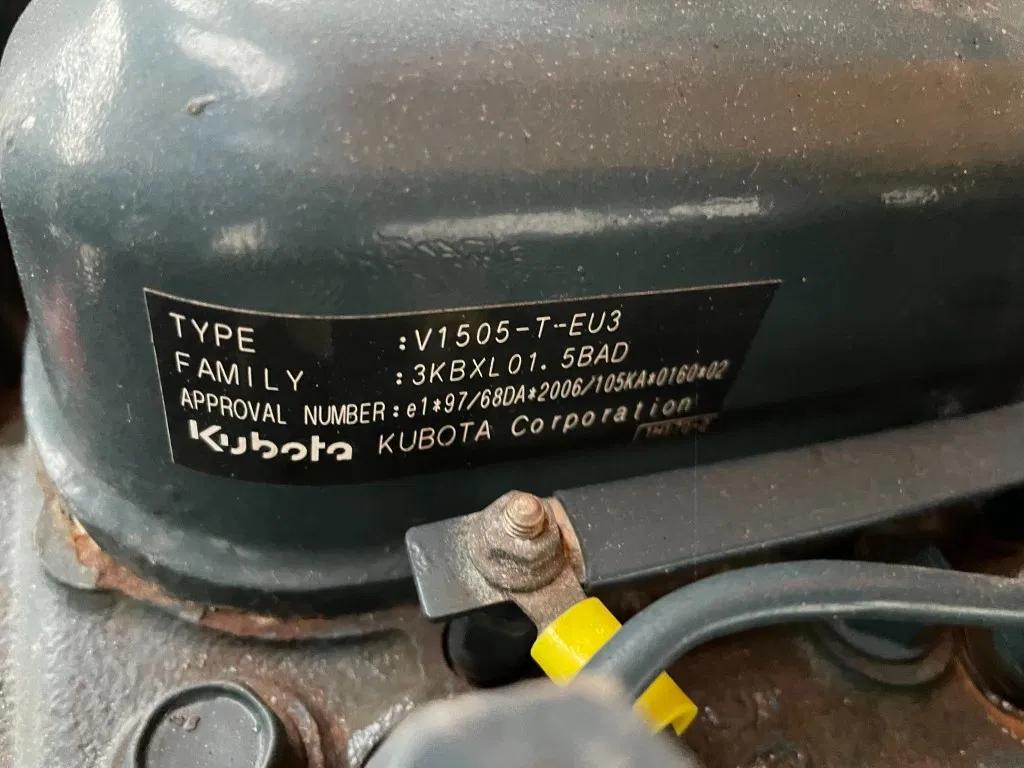 TYPE :V1505-T-EU3
FAMILY :3KBXL01.5BAD
APPROVAL NUMBER:e1*97/68DA*2006/105KA*0160*02
Kubota KUBOTA Corporation